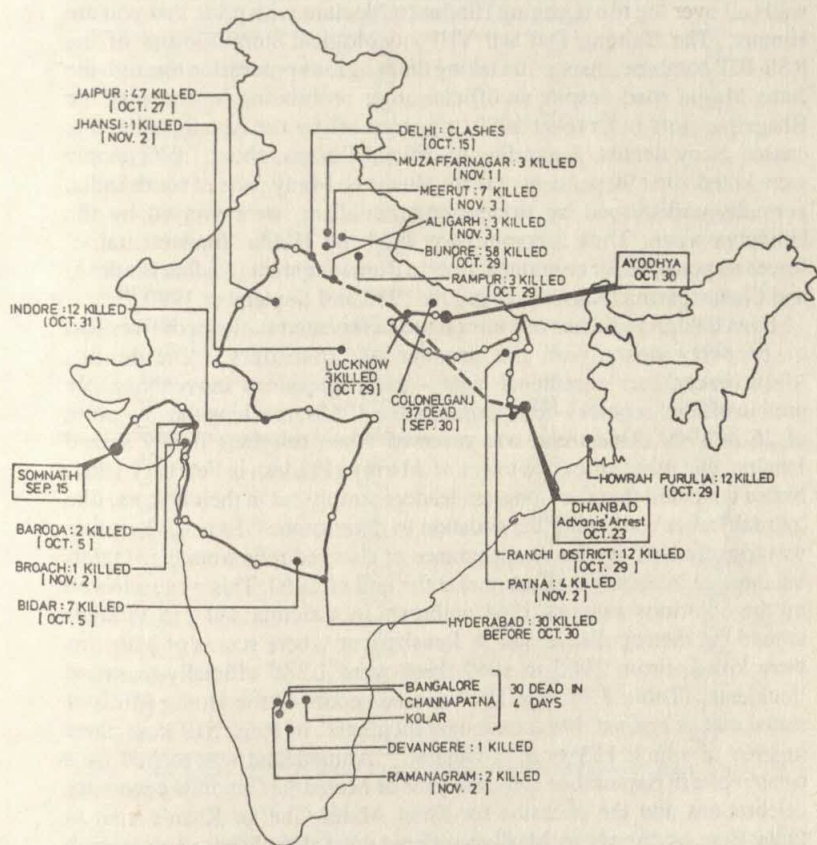 JAIPUR : 47 KILLED
[ OCT. 27 ]
JHANSI : 1 KILLED
[ NOV. 2 ]
DELHI : CLASHES
[ OCT. 15 ]
MUZAFFARNAGAR : 3 KILLED
[ NOV. 1 ]
MEERUT : 7 KILLED
[ NOV. 3 ]
ALIGARH : 3 KILLED
[ NOV. 3 ]
BIJNORE : 58 KILLED
[ OCT. 29 ]
RAMPUR : 3 KILLED
[ OCT. 29 ]
AYODHYA
OCT 30
INDORE : 12 KILLED
[ OCT. 31 ]
LUCKNOW
3 KILLED
[ OCT 29 ]
COLONELGANJ
37 DEAD
[ SEP. 30 ]
SOMNATH
SEP. 15
HOWRAH PURULIA : 12 KILLED
[ OCT. 29 ]
DHANBAD
Advanis' Arrest
OCT. 23
BARODA : 2 KILLED
[ OCT. 5 ]
BROACH : 1 KILLED
[ NOV. 2 ]
BIDAR : 7 KILLED
[ OCT. 5 ]
RANCHI DISTRICT : 12 KILLED
[ OCT. 29 ]
PATNA : 4 KILLED
[ NOV. 2 ]
HYDERABAD : 30 KILLED
BEFORE OCT. 30
BANGALORE
CHANNAPATNA
KOLAR
30 DEAD IN
4 DAYS
DEVANGERE : 1 KILLED
RAMANAGRAM : 2 KILLED
[ NOV. 2 ]